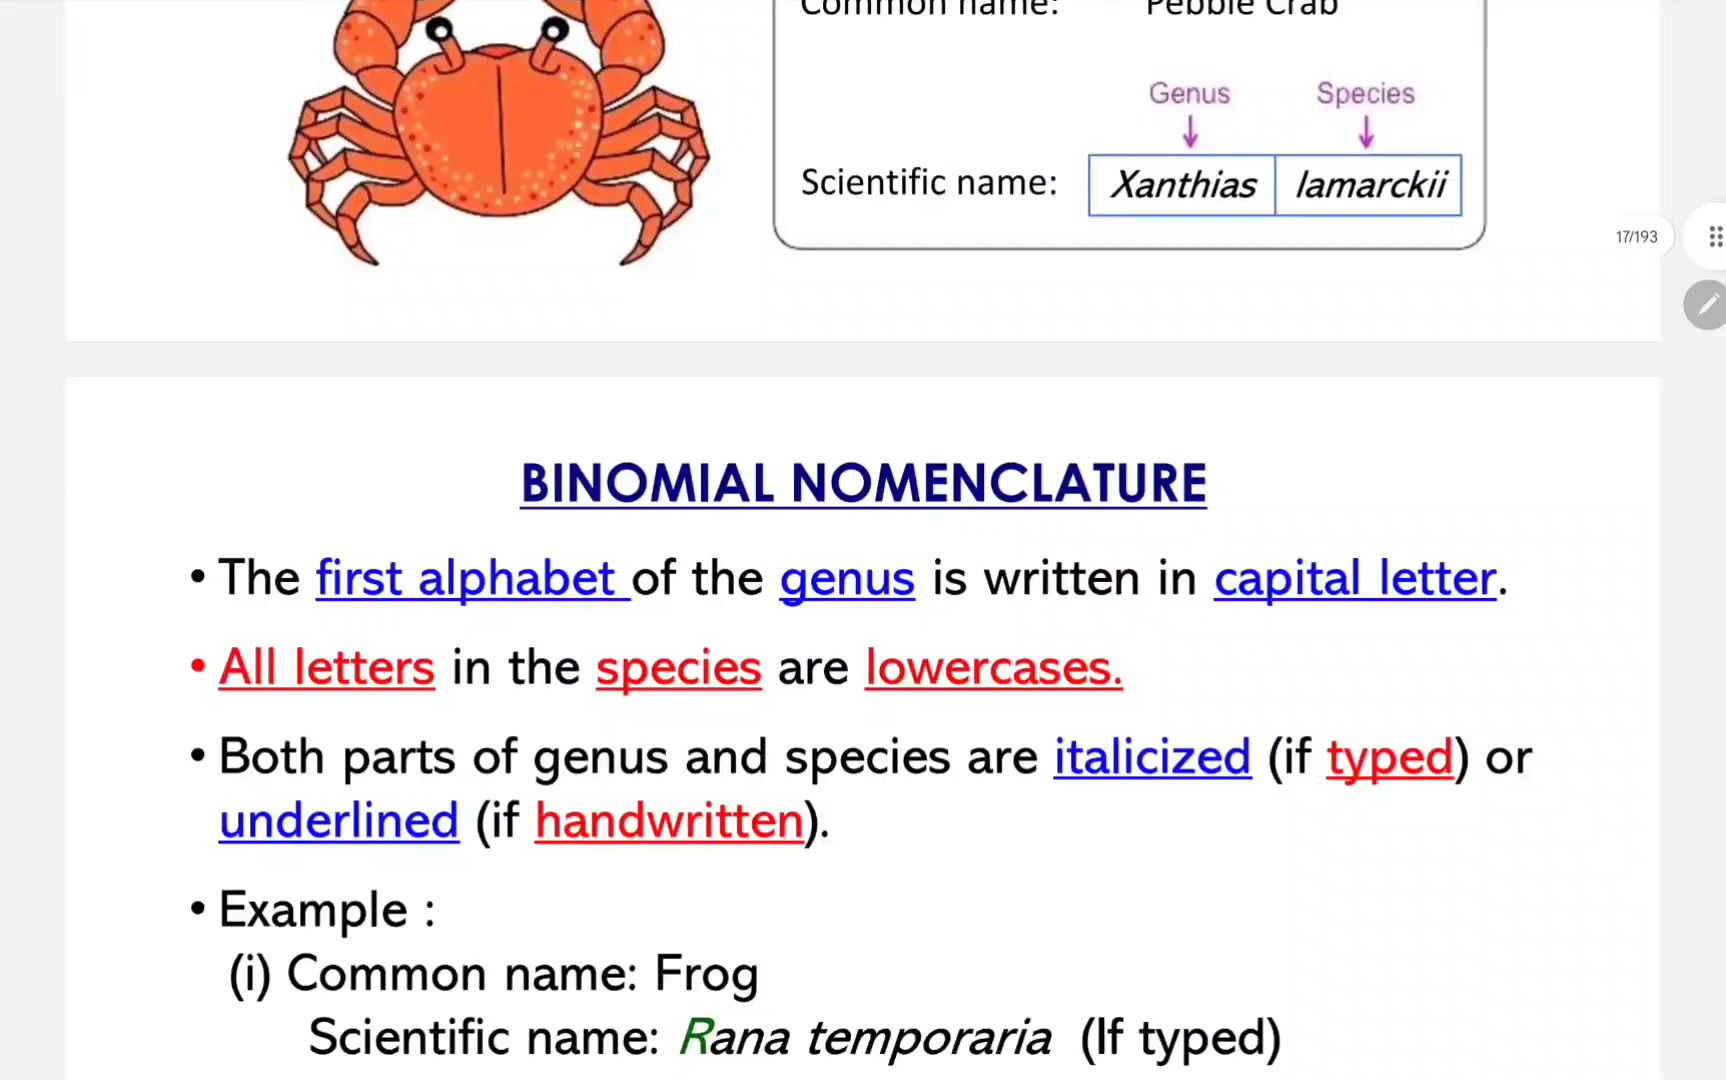 Common name: Pebble Crab
Genus Species
Scientific name: Xanthias lamarckii
17/193
BINOMIAL NOMENCLATURE
• The first alphabet of the genus is written in capital letter.
• All letters in the species are lowercases.
• Both parts of genus and species are italicized (if typed) or
underlined (if handwritten).
• Example :
(i) Common name: Frog
Scientific name: Rana temporaria (If typed)